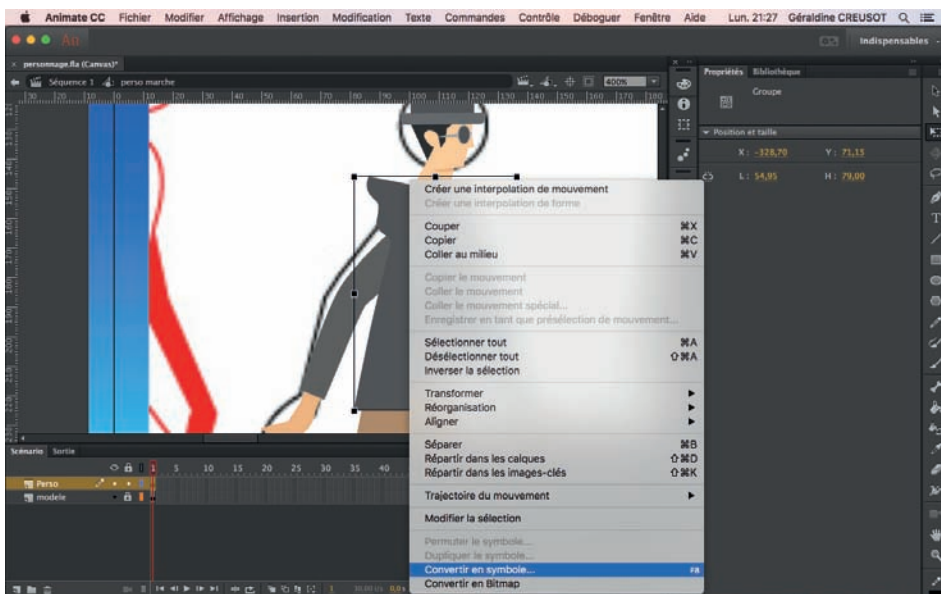 Animate CC Fichier Modifier Affichage Insertion Modification Texte Commandes Contrôle Déboguer Fenêtre Aide Lun. 21:27 Géraldine CREUSOT
An Indispensables
× personnage.fla (Canvas)*
Séquence 1 perso marche 400%
Propriétés Bibliothèque
Groupe
Position et taille
X : -328,70 Y : 71,15
L : 54,95 H : 79,00
Créer une interpolation de mouvement
Créer une interpolation de forme
Couper ⌘X
Copier ⌘C
Coller au milieu ⌘V
Copier le mouvement
Coller le mouvement
Coller le mouvement spécial...
Enregistrer en tant que présélection de mouvement...
Sélectionner tout ⌘A
Désélectionner tout ⇧⌘A
Inverser la sélection
Transformer
Réorganisation
Aligner
Séparer ⌘B
Répartir dans les calques ⇧⌘D
Répartir dans les images-clés ⇧⌘K
Trajectoire du mouvement
Modifier la sélection
Permuter le symbole...
Dupliquer le symbole...
Convertir en symbole... F8
Convertir en Bitmap
Scénario Sortie
1 5 10 15 20 25 30 35 40
Perso
modele
1 30,00 i/s 0,0 s